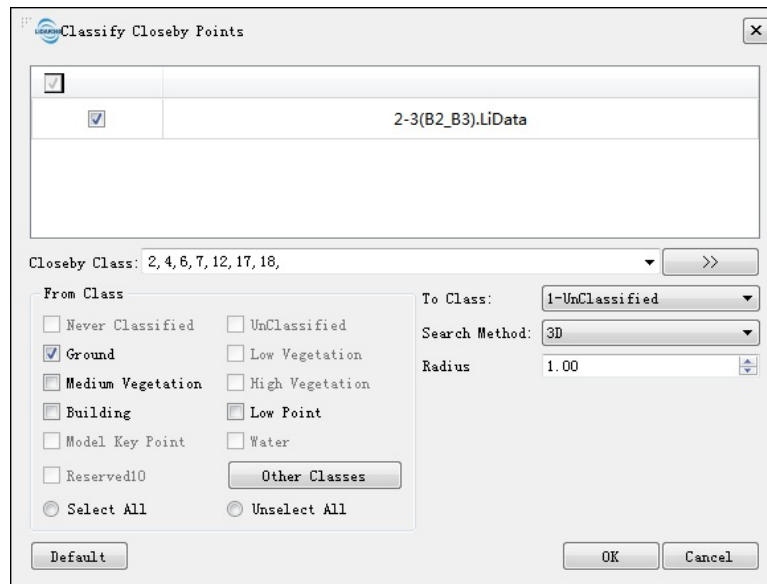 Classify Closeby Points
2-3(B2_B3).LiData
Closeby Class: 2, 4, 6, 7, 12, 17, 18, >>
From Class
Never Classified UnClassified
Ground Low Vegetation
Medium Vegetation High Vegetation
Building Low Point
Model Key Point Water
Reserved10 Other Classes
Select All Unselect All
To Class: 1-UnClassified
Search Method: 3D
Radius 1.00
Default OK Cancel